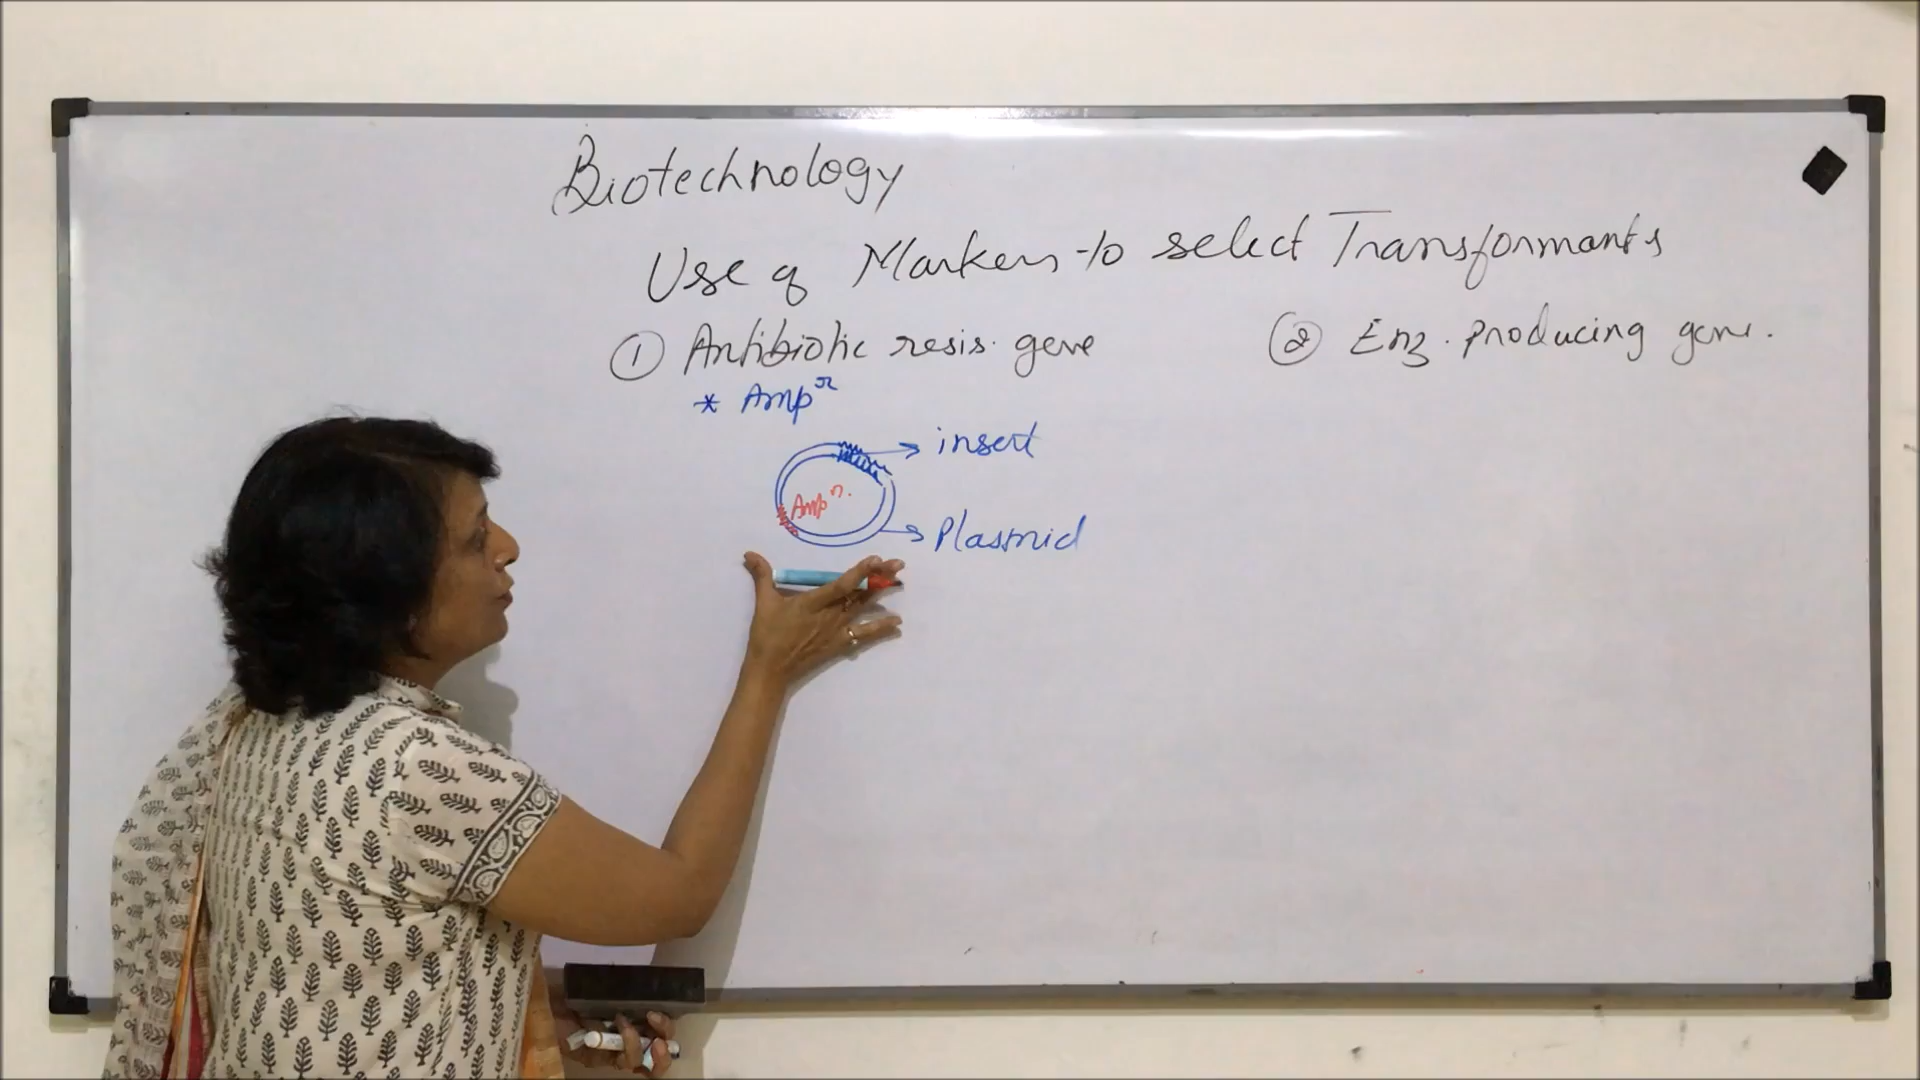 Biotechnology
Use of Markers to select Transformants
① Antibiotic resis. gene
② Enz. producing gene.
* Ampʳ
insert
Ampʳ.
Plasmid